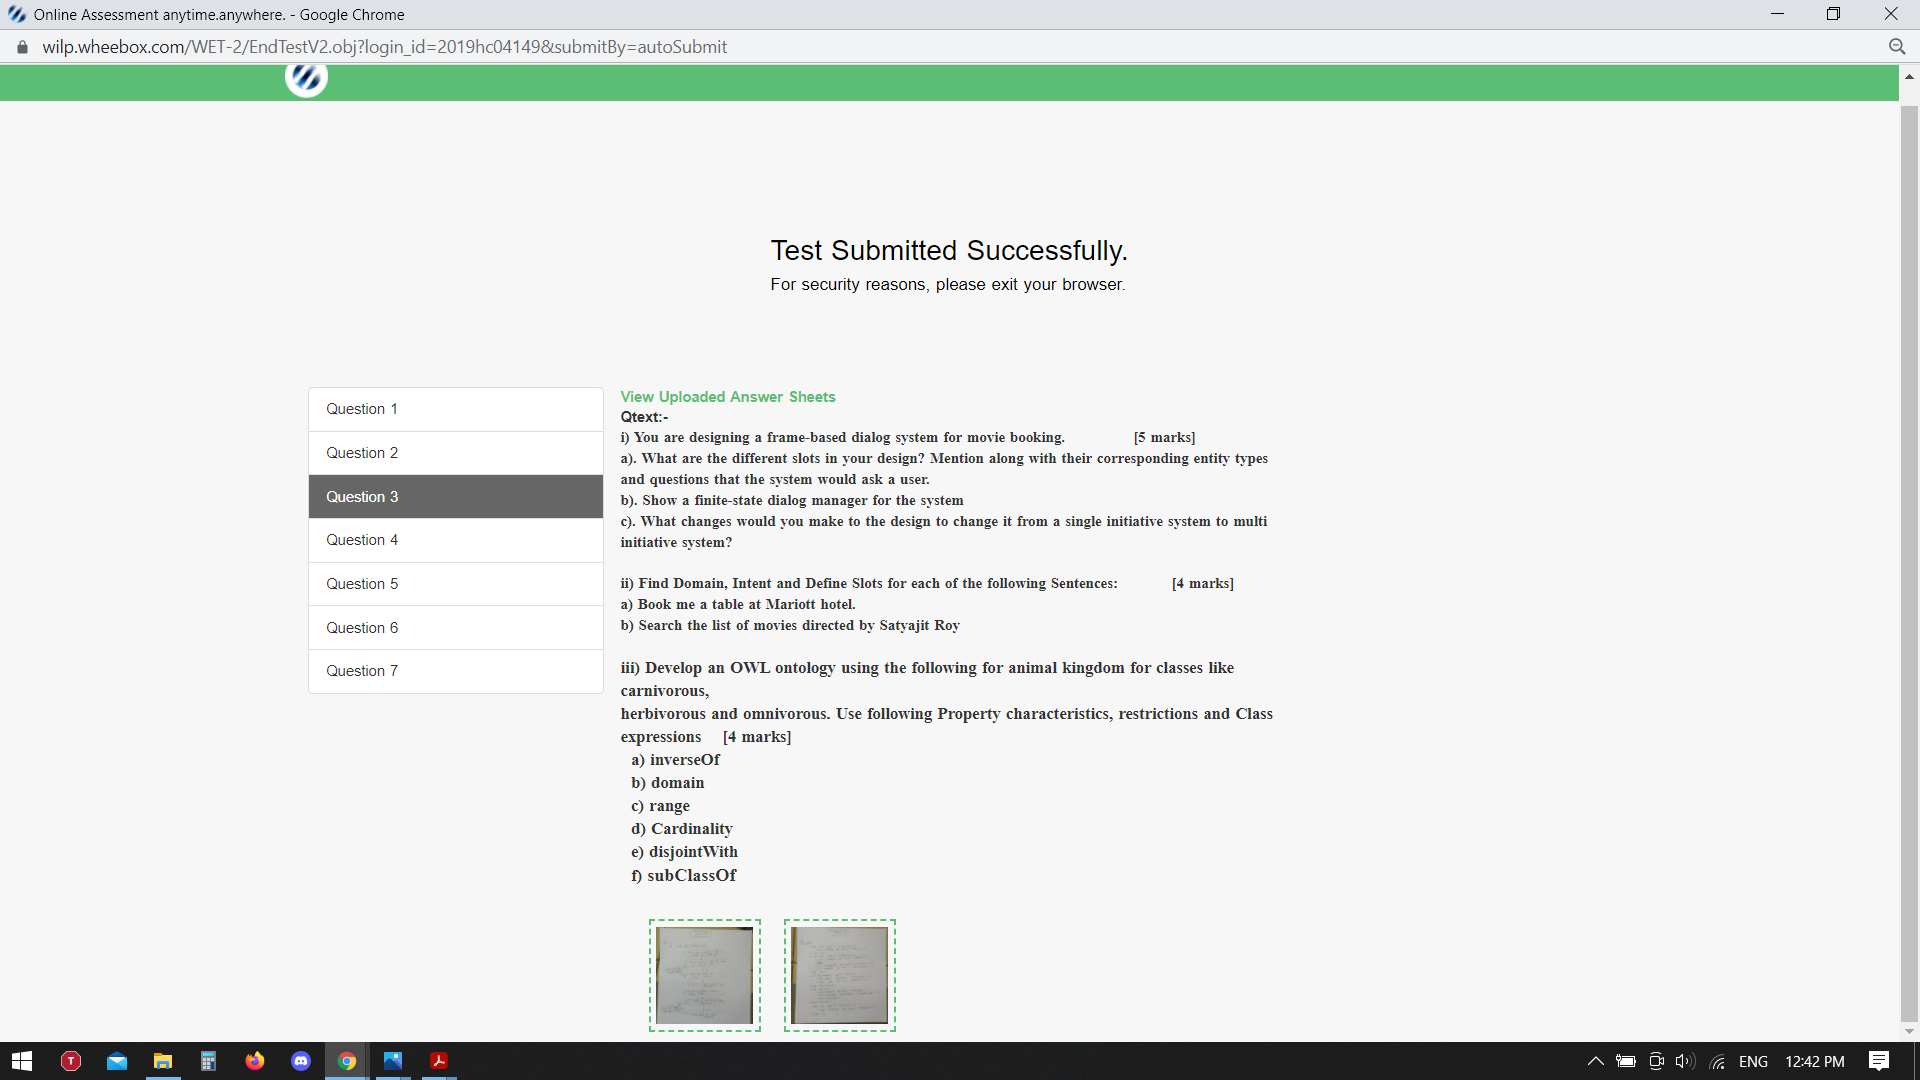 Online Assessment anytime.anywhere. - Google Chrome
wilp.wheebox.com/WET-2/EndTestV2.obj?login_id=2019hc04149&submitBy=autoSubmit
Test Submitted Successfully.
For security reasons, please exit your browser.
Question 1
Question 2
Question 3
Question 4
Question 5
Question 6
Question 7
View Uploaded Answer Sheets
Qtext:-
i) You are designing a frame-based dialog system for movie booking. [5 marks]
a). What are the different slots in your design? Mention along with their corresponding entity types
and questions that the system would ask a user.
b). Show a finite-state dialog manager for the system
c). What changes would you make to the design to change it from a single initiative system to multi
initiative system?
ii) Find Domain, Intent and Define Slots for each of the following Sentences: [4 marks]
a) Book me a table at Mariott hotel.
b) Search the list of movies directed by Satyajit Roy
iii) Develop an OWL ontology using the following for animal kingdom for classes like
carnivorous,
herbivorous and omnivorous. Use following Property characteristics, restrictions and Class
expressions [4 marks]
a) inverseOf
b) domain
c) range
d) Cardinality
e) disjointWith
f) subClassOf
T
ENG 12:42 PM